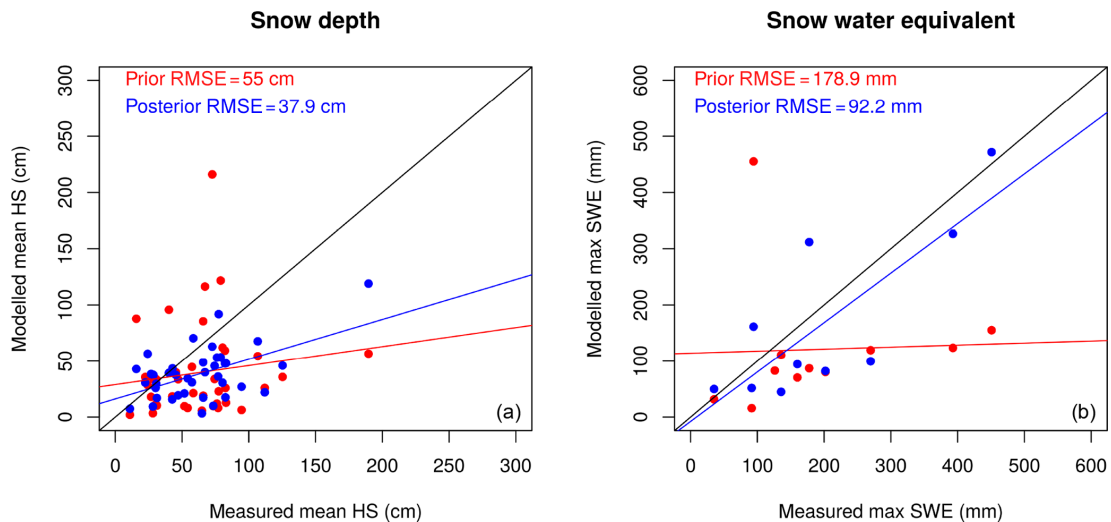 Snow depth
Prior RMSE = 55 cm
Posterior RMSE = 37.9 cm
Modelled mean HS (cm)
300
250
200
150
100
50
0
(a)
0 50 100 150 200 250 300
Measured mean HS (cm)
Snow water equivalent
Prior RMSE = 178.9 mm
Posterior RMSE = 92.2 mm
Modelled max SWE (mm)
600
500
400
300
200
100
0
(b)
0 100 200 300 400 500 600
Measured max SWE (mm)